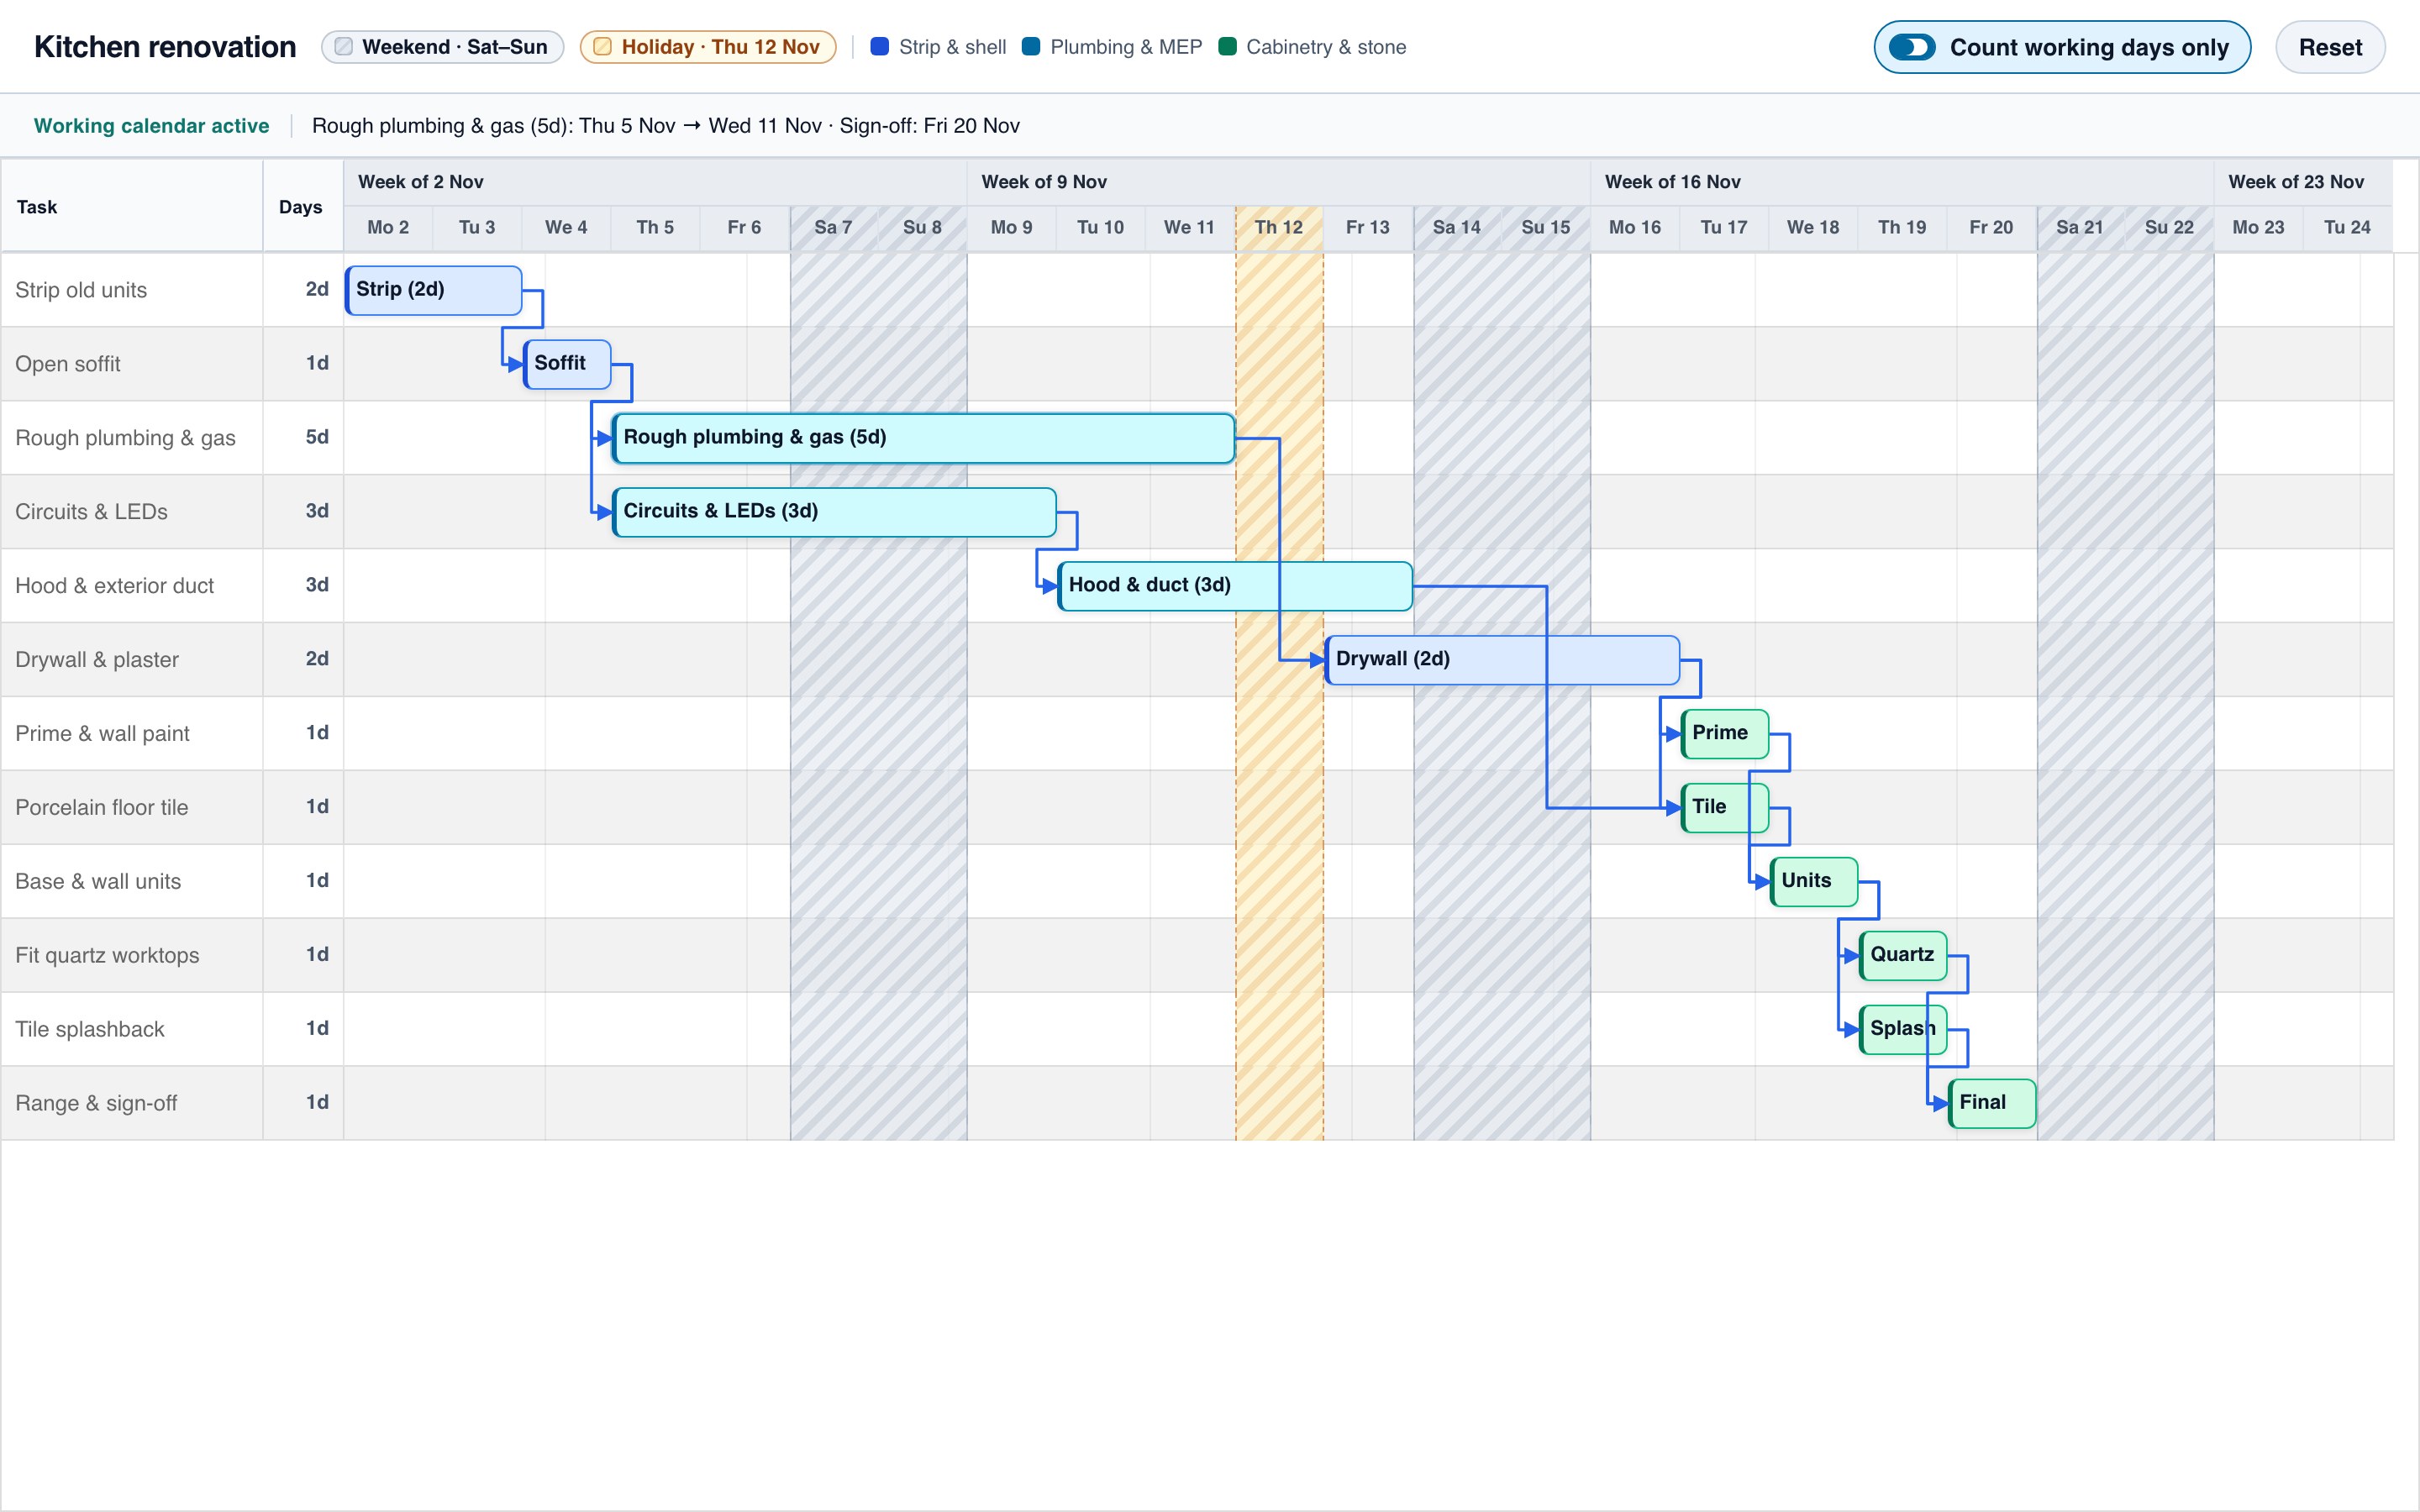 Kitchen renovation
Weekend · Sat–Sun
Holiday · Thu 12 Nov
Strip & shell
Plumbing & MEP
Cabinetry & stone
Count working days only
Reset
Working calendar active
Rough plumbing & gas (5d): Thu 5 Nov → Wed 11 Nov · Sign-off: Fri 20 Nov
Task
Days
Week of 2 Nov
Week of 9 Nov
Week of 16 Nov
Week of 23 Nov
Mo 2
Tu 3
We 4
Th 5
Fr 6
Sa 7
Su 8
Mo 9
Tu 10
We 11
Th 12
Fr 13
Sa 14
Su 15
Mo 16
Tu 17
We 18
Th 19
Fr 20
Sa 21
Su 22
Mo 23
Tu 24
Strip old units
2d
Strip (2d)
Open soffit
1d
Soffit
Rough plumbing & gas
5d
Rough plumbing & gas (5d)
Circuits & LEDs
3d
Circuits & LEDs (3d)
Hood & exterior duct
3d
Hood & duct (3d)
Drywall & plaster
2d
Drywall (2d)
Prime & wall paint
1d
Prime
Porcelain floor tile
1d
Tile
Base & wall units
1d
Units
Fit quartz worktops
1d
Quartz
Tile splashback
1d
Splash
Range & sign-off
1d
Final